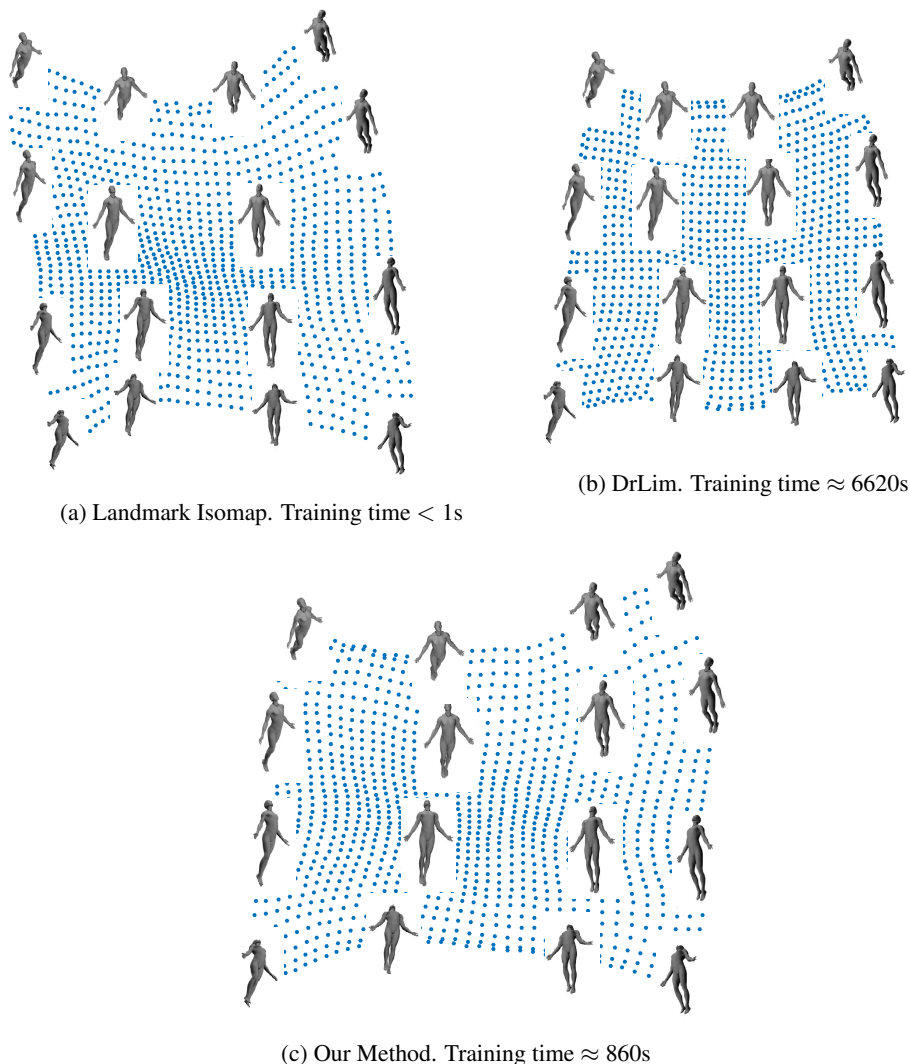 (a) Landmark Isomap. Training time < 1s
(b) DrLim. Training time ≈ 6620s
(c) Our Method. Training time ≈ 860s